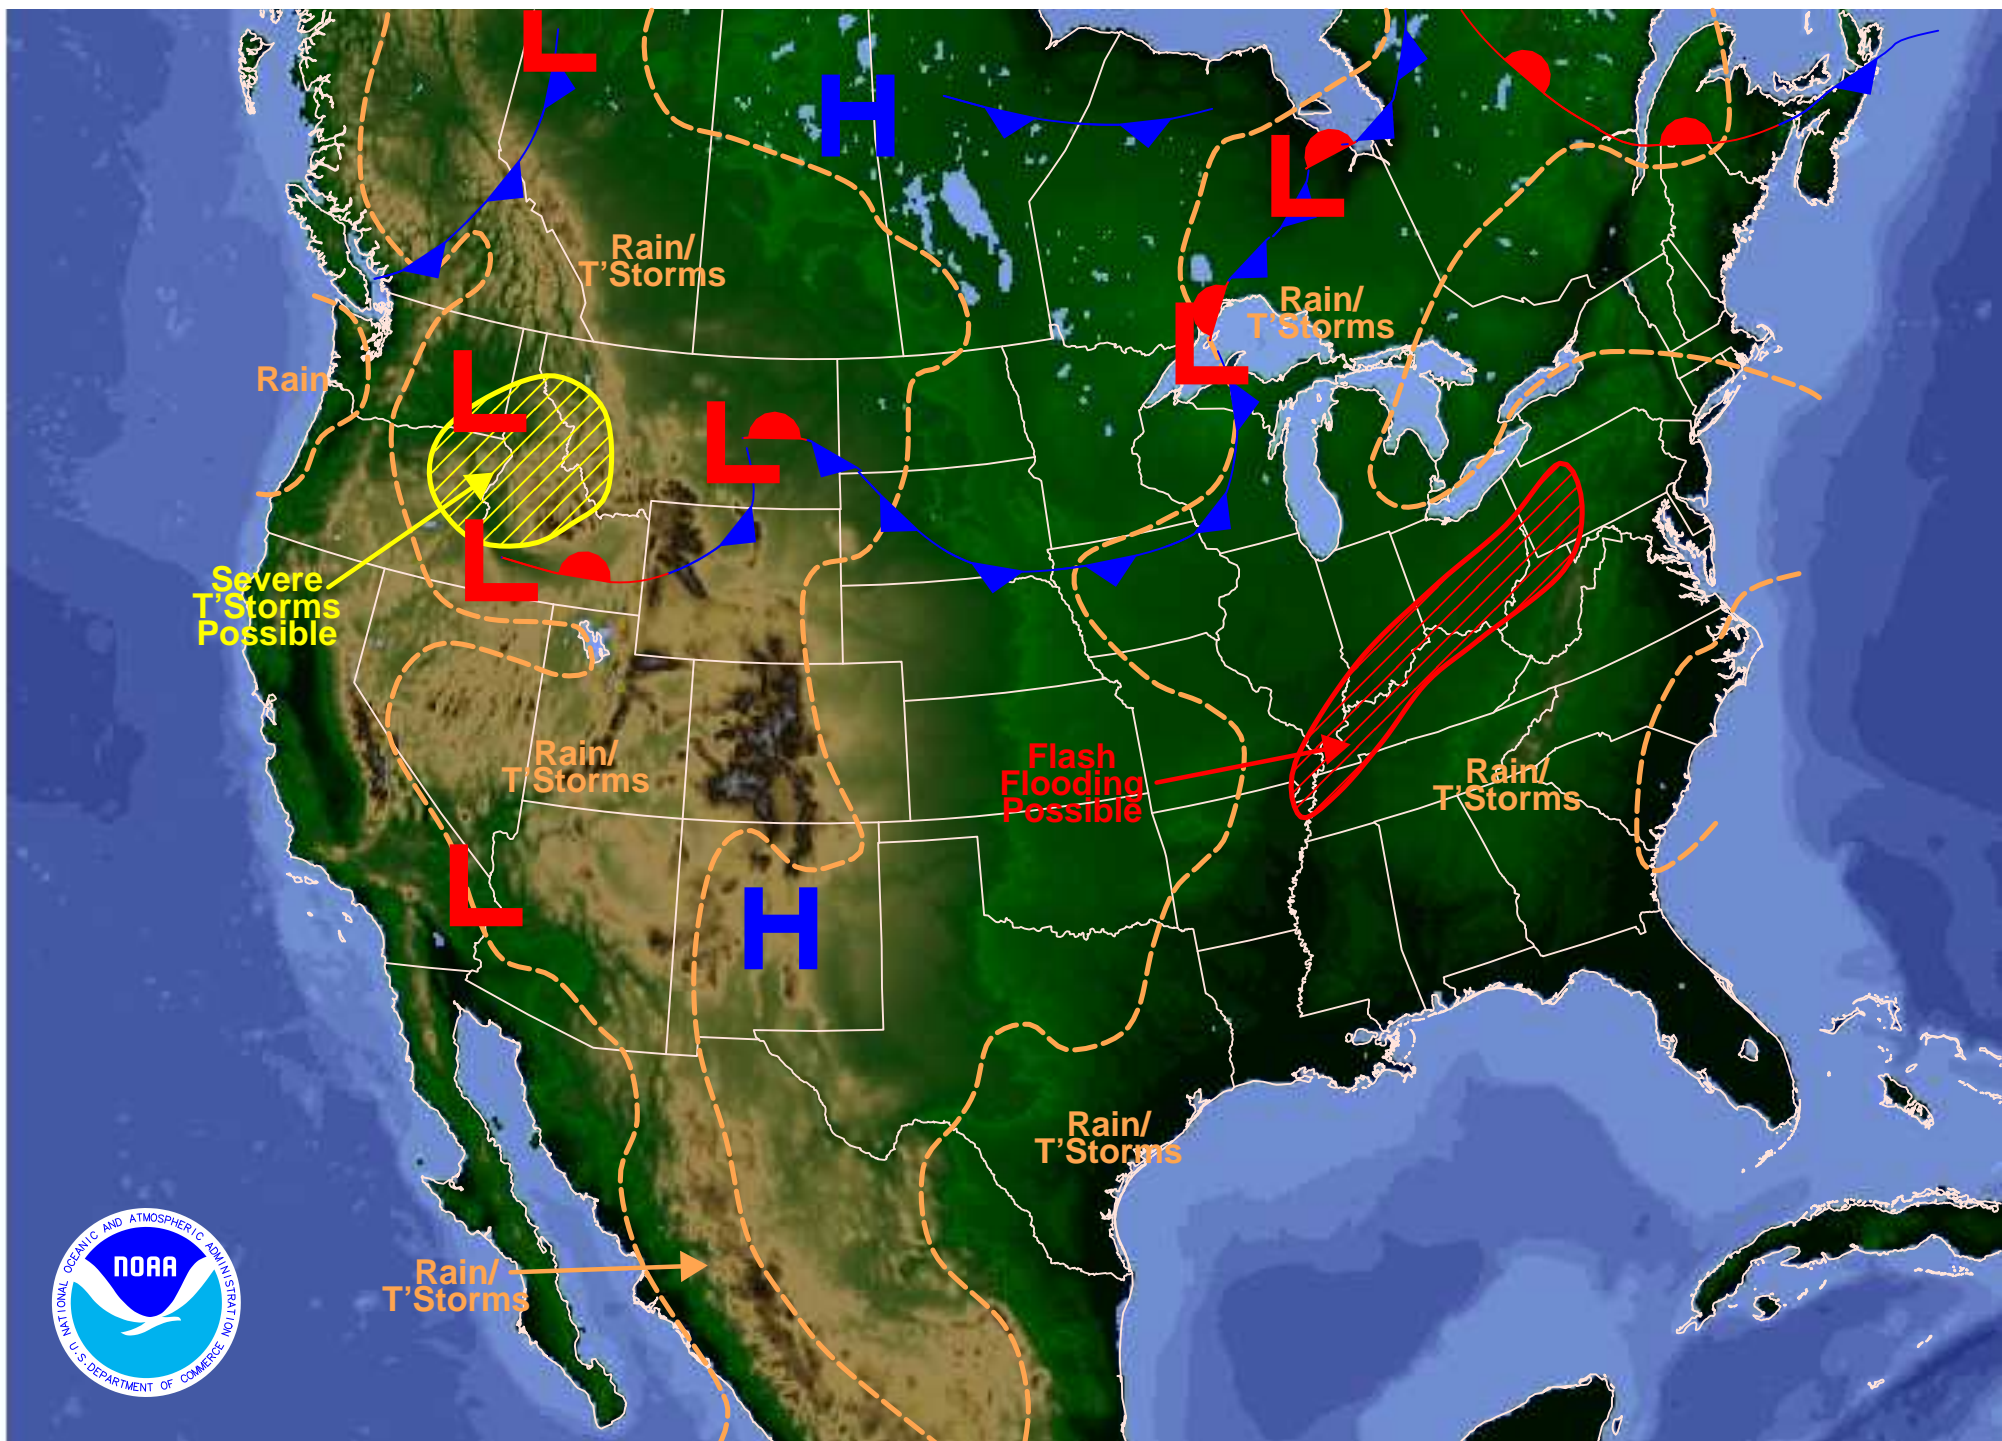 L
H
L
Rain/
T'Storms
Rain/
T'Storms
L
Rain
L
L
L
Severe
T'Storms
Possible
Rain/
T'Storms
Flash
Flooding
Possible
Rain/
T'Storms
L
H
Rain/
T'Storms
Rain/
T'Storms
NATIONAL OCEANIC AND ATMOSPHERIC ADMINISTRATION
NOAA
U.S. DEPARTMENT OF COMMERCE